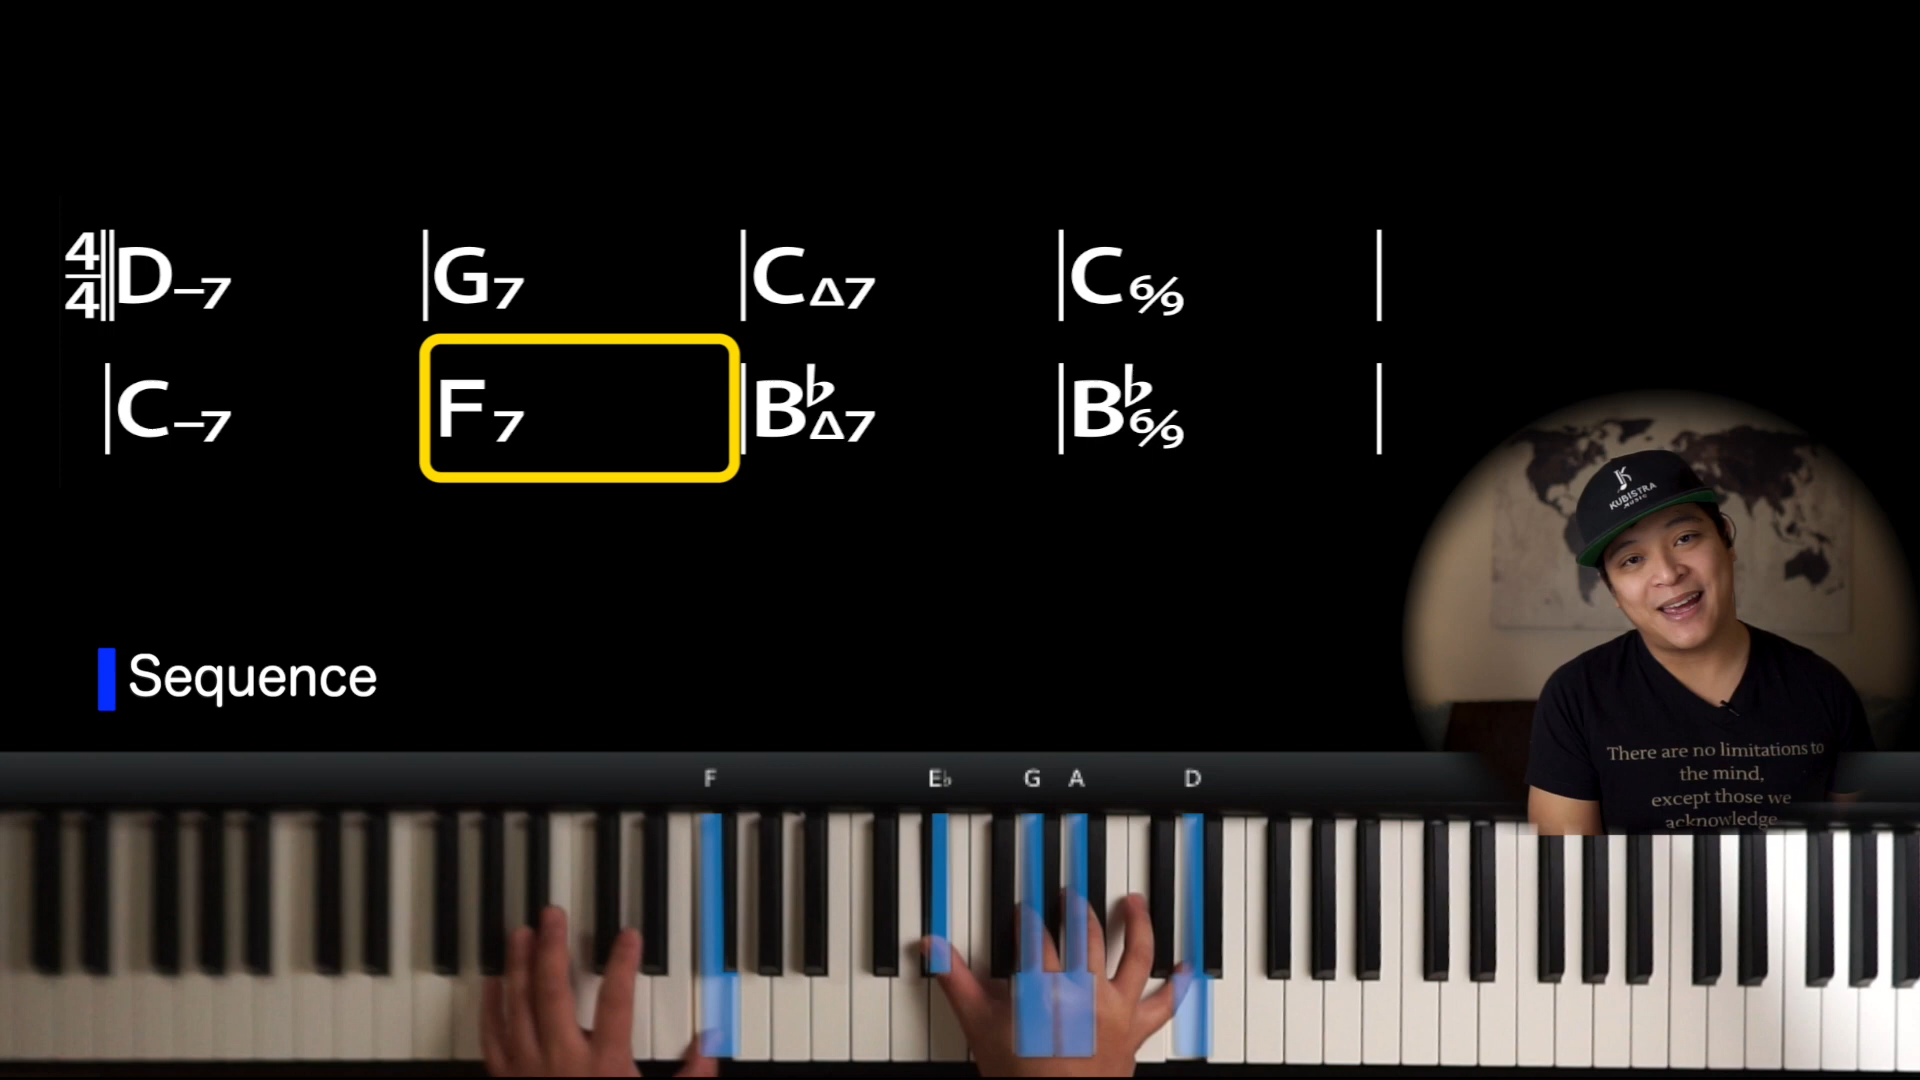 4/4 D–7 G7 CΔ7 C6/9
C–7 F7 B♭Δ7 B♭6/9
KUBISTRA
MUSIC
Sequence
There are no limitations to
the mind,
except those we
acknowledge
F E♭ G A D